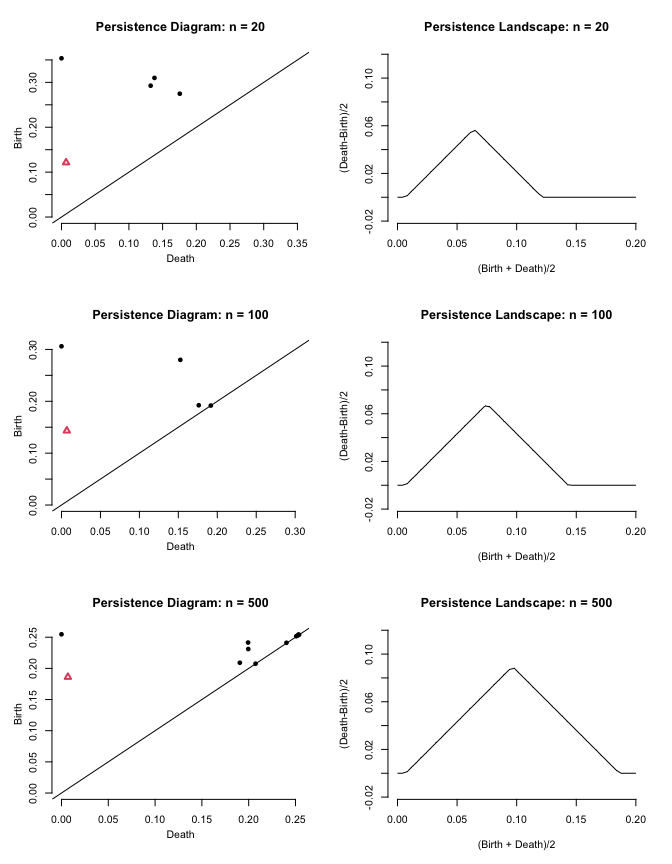 Persistence Diagram: n = 20
Birth
0.00 0.10 0.20 0.30
0.00 0.05 0.10 0.15 0.20 0.25 0.30 0.35
Death
Persistence Landscape: n = 20
(Death-Birth)/2
-0.02 0.02 0.06 0.10
0.00 0.05 0.10 0.15 0.20
(Birth + Death)/2
Persistence Diagram: n = 100
Birth
0.00 0.10 0.20 0.30
0.00 0.05 0.10 0.15 0.20 0.25 0.30
Death
Persistence Landscape: n = 100
(Death-Birth)/2
-0.02 0.02 0.06 0.10
0.00 0.05 0.10 0.15 0.20
(Birth + Death)/2
Persistence Diagram: n = 500
Birth
0.00 0.05 0.10 0.15 0.20 0.25
0.00 0.05 0.10 0.15 0.20 0.25
Death
Persistence Landscape: n = 500
(Death-Birth)/2
-0.02 0.02 0.06 0.10
0.00 0.05 0.10 0.15 0.20
(Birth + Death)/2